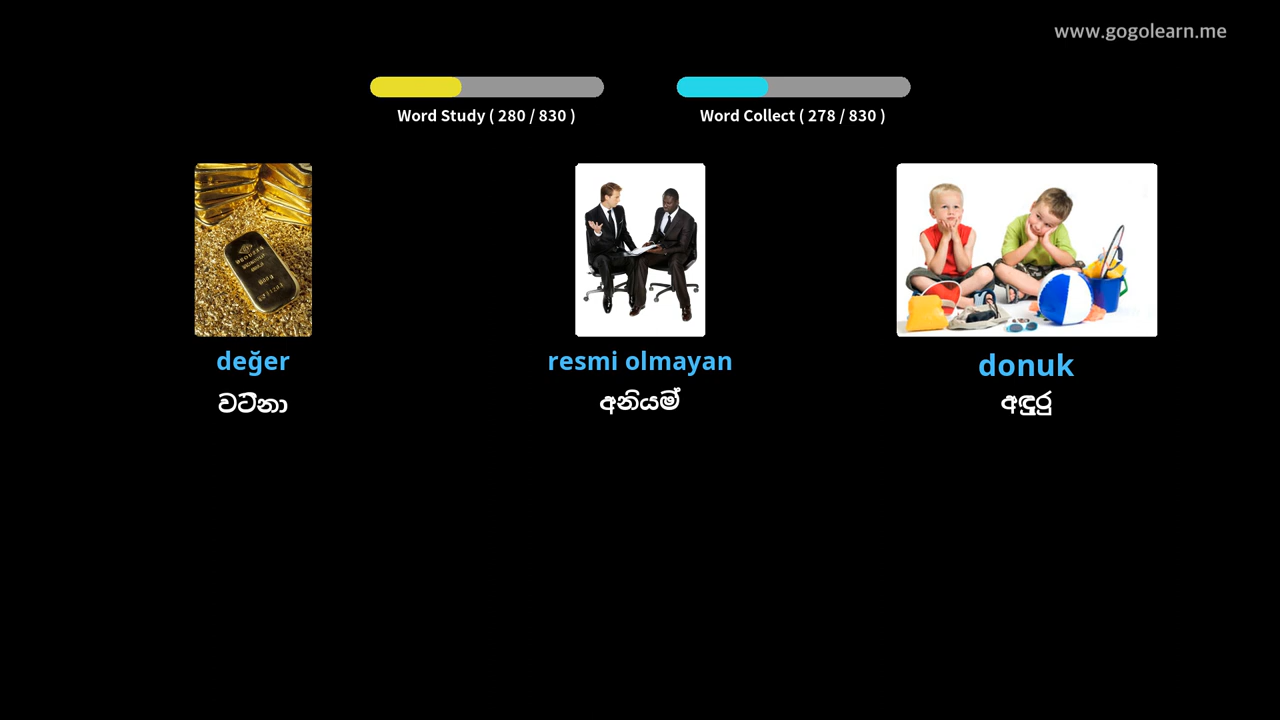 www.gogolearn.me
Word Study ( 280 / 830 )
Word Collect ( 278 / 830 )
değer
වටිනා
resmi olmayan
අනියම්
donuk
අඳුරු